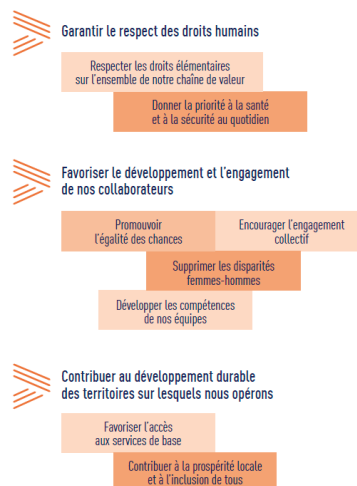 Garantir le respect des droits humains
Respecter les droits élémentaires
sur l'ensemble de notre chaîne de valeur
Donner la priorité à la santé
et à la sécurité au quotidien
Favoriser le développement et l'engagement
de nos collaborateurs
Promouvoir
l'égalité des chances
Encourager l'engagement
collectif
Supprimer les disparités
femmes-hommes
Développer les compétences
de nos équipes
Contribuer au développement durable
des territoires sur lesquels nous opérons
Favoriser l'accès
aux services de base
Contribuer à la prospérité locale
et à l'inclusion de tous